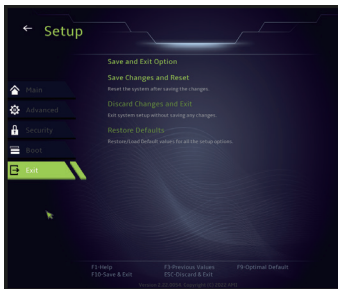 Setup
Save and Exit Option
Save Changes and Reset
Reset the system after saving the changes.
Discard Changes and Exit
Exit system setup without saving any changes.
Restore Defaults
Restore/Load Default values for all the setup options.
Main
Advanced
Security
Boot
Exit
F1-Help F3-Previous Values F9-Optimal Default
F10-Save & Exit ESC-Discard & Exit